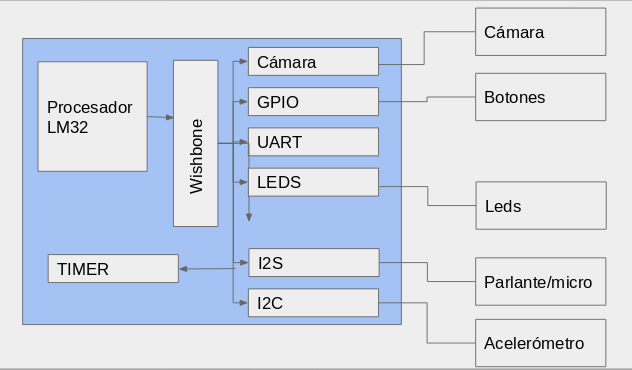 Cámara
Cámara
Procesador
LM32
GPIO
Botones
Wishbone
UART
LEDS
Leds
TIMER
I2S
Parlante/micro
I2C
Acelerómetro